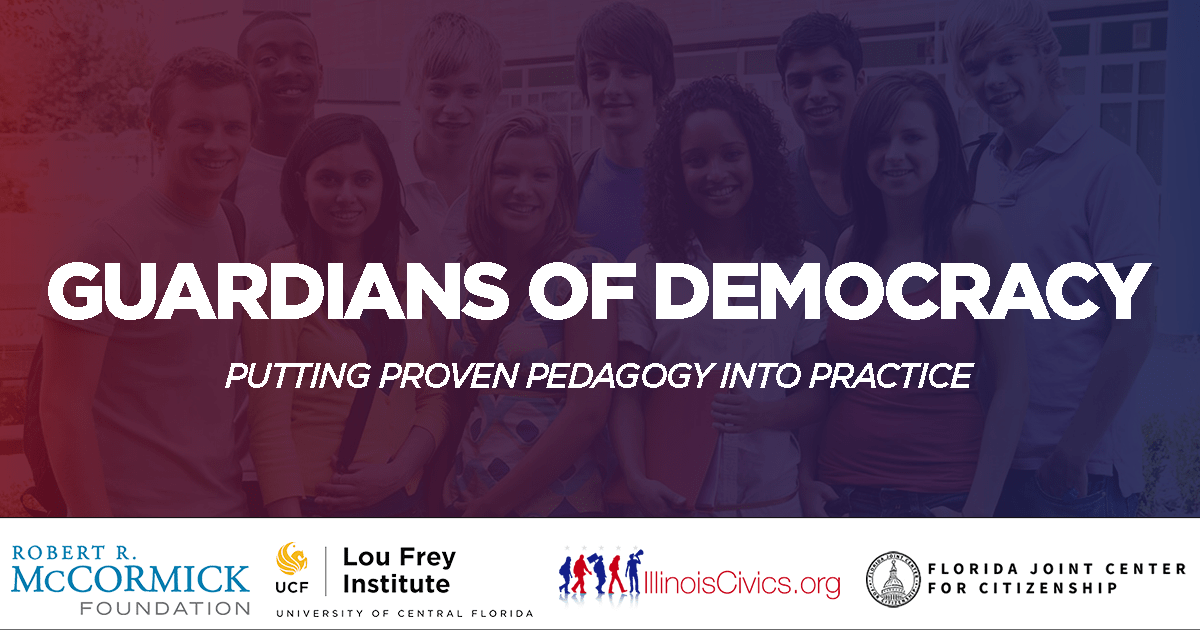 GUARDIANS OF DEMOCRACY
PUTTING PROVEN PEDAGOGY INTO PRACTICE
ROBERT R.
McCORMICK
FOUNDATION
UCF
Lou Frey
Institute
UNIVERSITY OF CENTRAL FLORIDA
IllinoisCivics.org
FLORIDA JOINT CENTER
FOR CITIZENSHIP